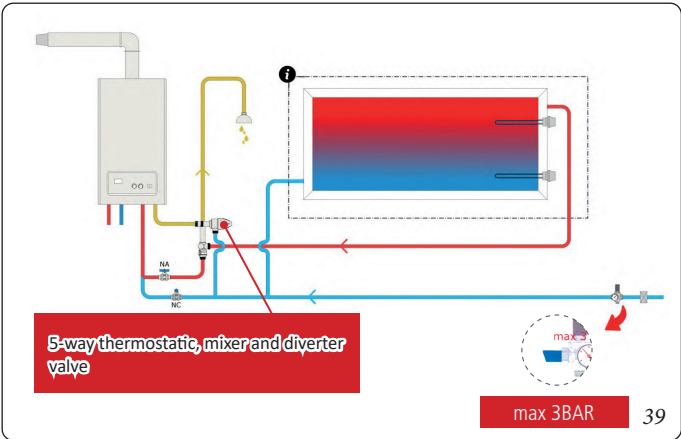 i
NA
NC
5-way thermostatic, mixer and diverter
valve
max 3
max 3BAR
39